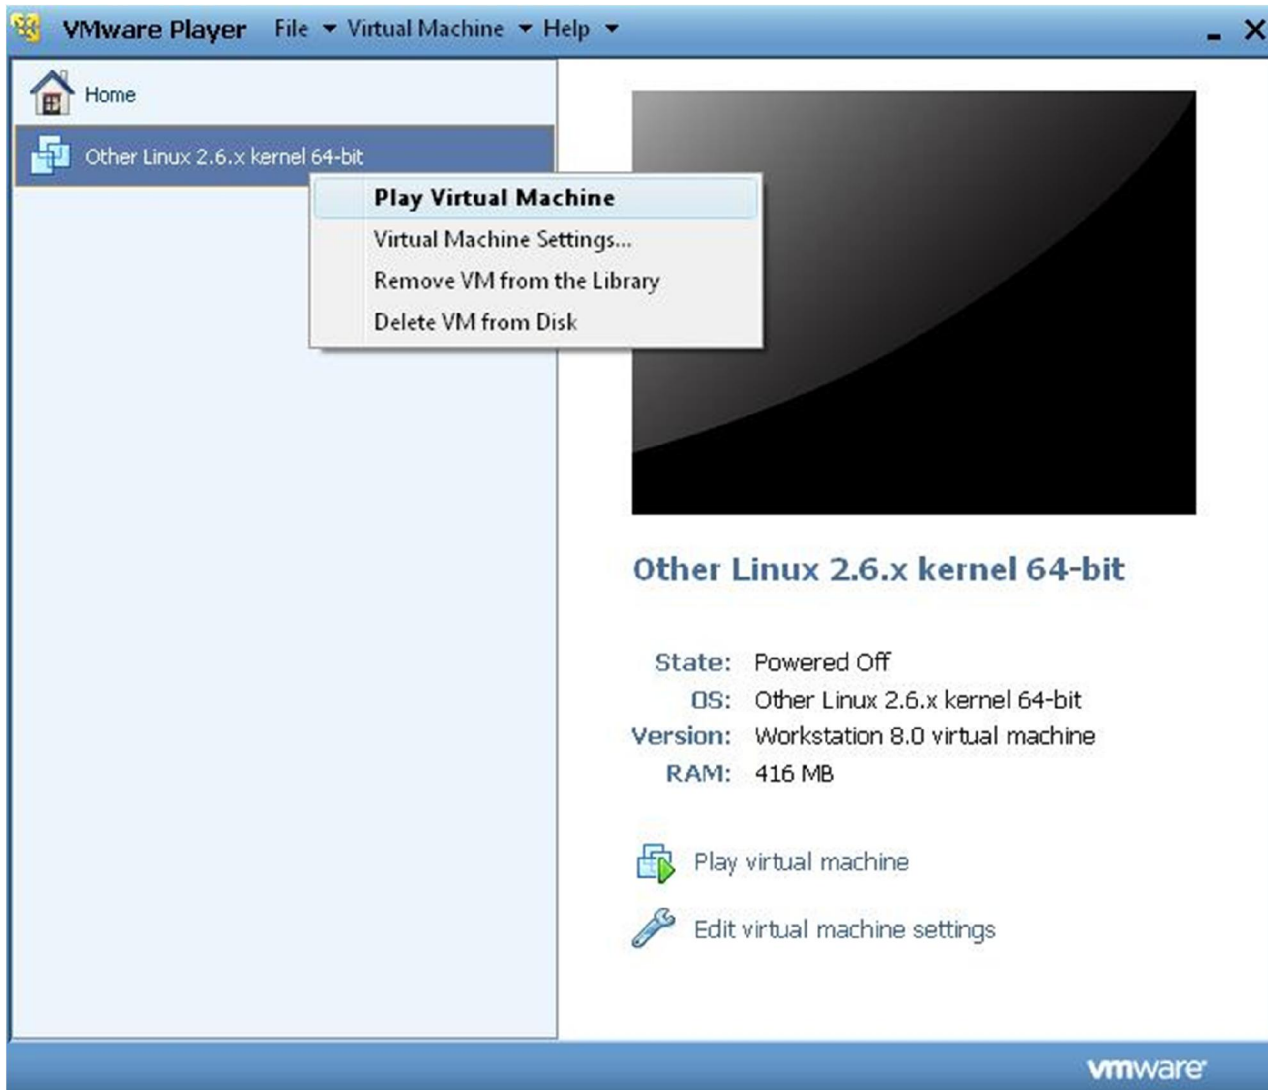 VMware Player File Virtual Machine Help
Home
Other Linux 2.6.x kernel 64-bit
Play Virtual Machine
Virtual Machine Settings...
Remove VM from the Library
Delete VM from Disk
Other Linux 2.6.x kernel 64-bit
State: Powered Off
OS: Other Linux 2.6.x kernel 64-bit
Version: Workstation 8.0 virtual machine
RAM: 416 MB
Play virtual machine
Edit virtual machine settings
vmware